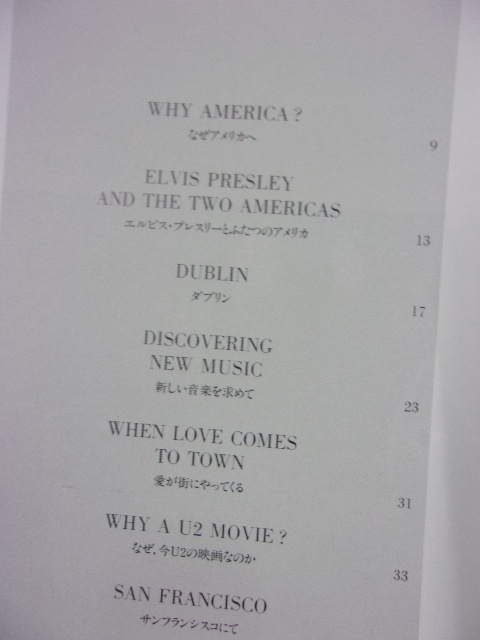 WHY AMERICA?
なぜアメリカへ
9
ELVIS PRESLEY
AND THE TWO AMERICAS
エルビス・プレスリーとふたつのアメリカ
13
DUBLIN
ダブリン
17
DISCOVERING
NEW MUSIC
新しい音楽を求めて
23
WHEN LOVE COMES
TO TOWN
愛が街にやってくる
31
WHY A U2 MOVIE?
なぜ、今U2の映画なのか
33
SAN FRANCISCO
サンフランシスコにて